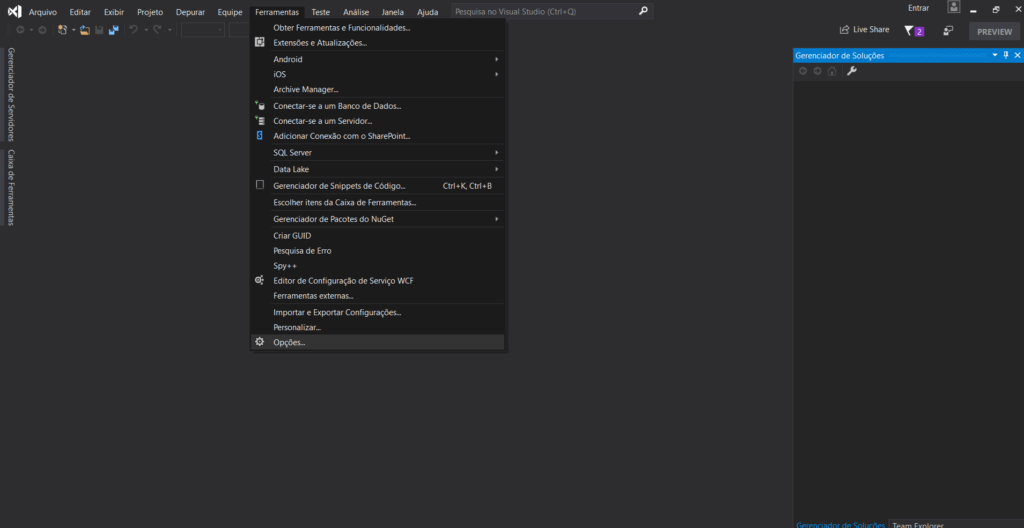 Arquivo Editar Exibir Projeto Depurar Equipe Ferramentas Teste Análise Janela Ajuda Pesquisa no Visual Studio (Ctrl+Q) Entrar
Live Share 2 PREVIEW
Gerenciador de Servidores
Caixa de Ferramentas
Obter Ferramentas e Funcionalidades...
Extensões e Atualizações...
Android
iOS
Archive Manager...
Conectar-se a um Banco de Dados...
Conectar-se a um Servidor...
Adicionar Conexão com o SharePoint...
SQL Server
Data Lake
Gerenciador de Snippets de Código... Ctrl+K, Ctrl+B
Escolher itens da Caixa de Ferramentas...
Gerenciador de Pacotes do NuGet
Criar GUID
Pesquisa de Erro
Spy++
Editor de Configuração de Serviço WCF
Ferramentas externas...
Importar e Exportar Configurações...
Personalizar...
Opções...
Gerenciador de Soluções
Gerenciador de Soluções Team Explorer